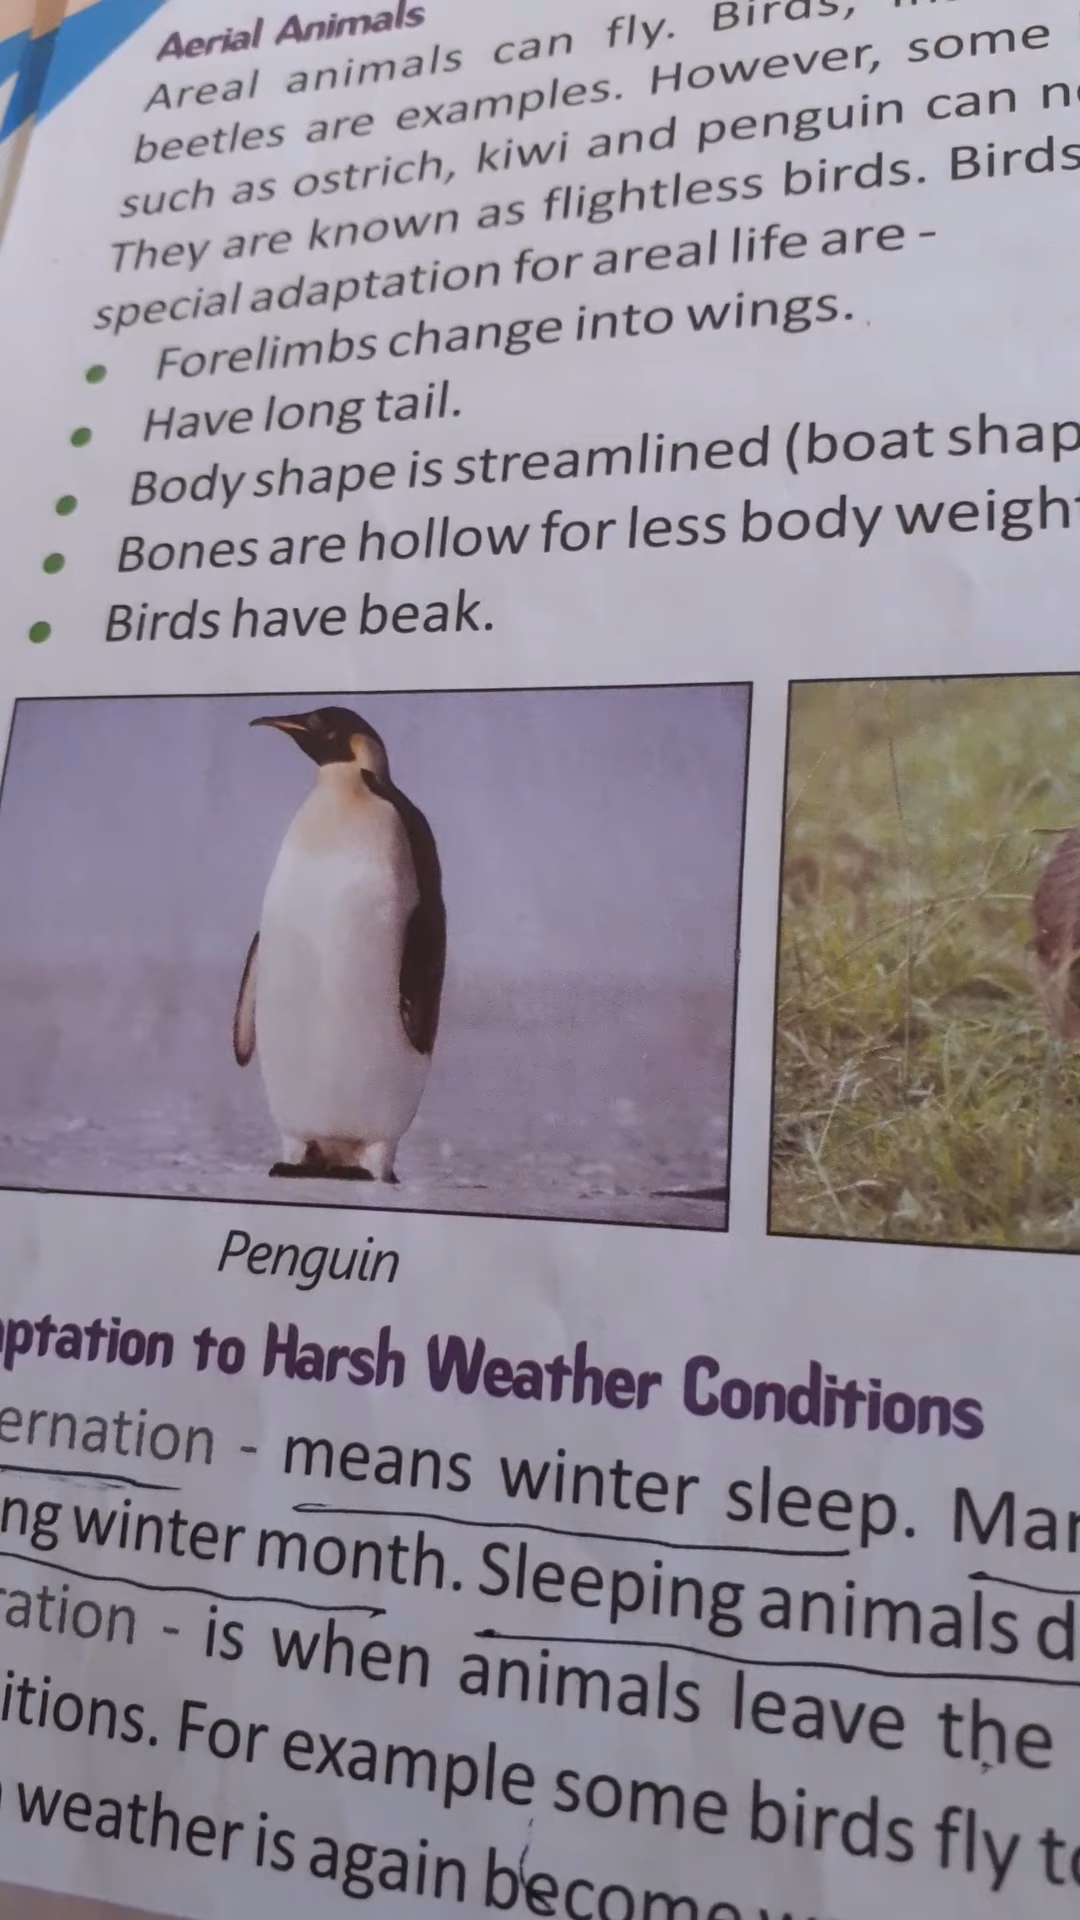 Aerial Animals
Areal animals can fly. Birds,
beetles are examples. However, some
such as ostrich, kiwi and penguin can
They are known as flightless birds. Birds
special adaptation for areal life are -
• Forelimbs change into wings.
• Have long tail.
• Body shape is streamlined (boat shap
• Bones are hollow for less body weigh
• Birds have beak.
Penguin
ptation to Harsh Weather Conditions
ernation - means winter sleep. Mar
ng winter month. Sleeping animals d
ation - is when animals leave the
itions. For example some birds fly to
weather is again become